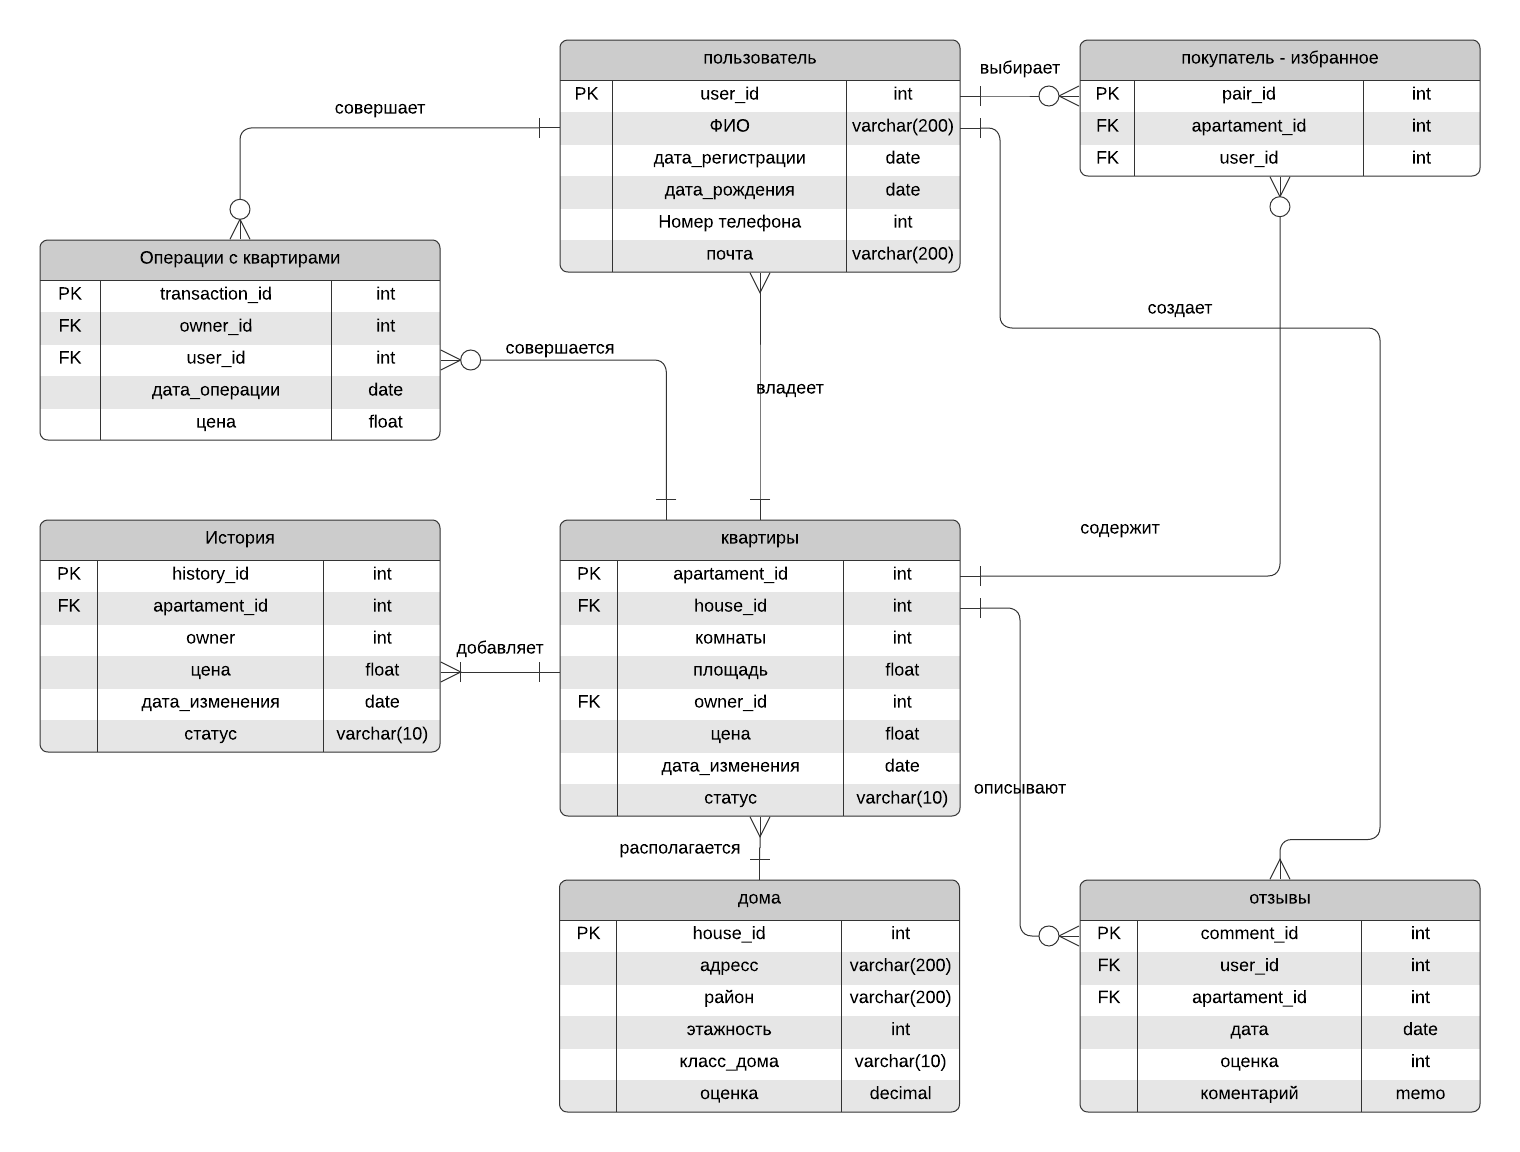 пользователь
PK user_id int
ФИО varchar(200)
дата_регистрации date
дата_рождения date
Номер телефона int
почта varchar(200)
выбирает
покупатель - избранное
PK pair_id int
FK apartament_id int
FK user_id int
совершает
Операции с квартирами
PK transaction_id int
FK owner_id int
FK user_id int
дата_операции date
цена float
совершается
владеет
создает
содержит
История
PK history_id int
FK apartament_id int
owner int
цена float
дата_изменения date
статус varchar(10)
добавляет
квартиры
PK apartament_id int
FK house_id int
комнаты int
площадь float
FK owner_id int
цена float
дата_изменения date
статус varchar(10)
описывают
располагается
дома
PK house_id int
адресс varchar(200)
район varchar(200)
этажность int
класс_дома varchar(10)
оценка decimal
отзывы
PK comment_id int
FK user_id int
FK apartament_id int
дата date
оценка int
коментарий memo